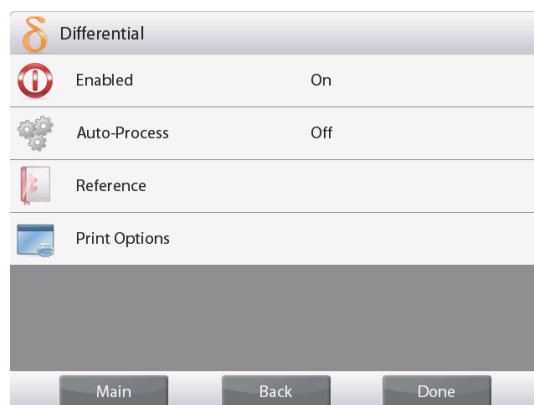 δ Differential
Enabled On
Auto-Process Off
Reference
Print Options
Main Back Done